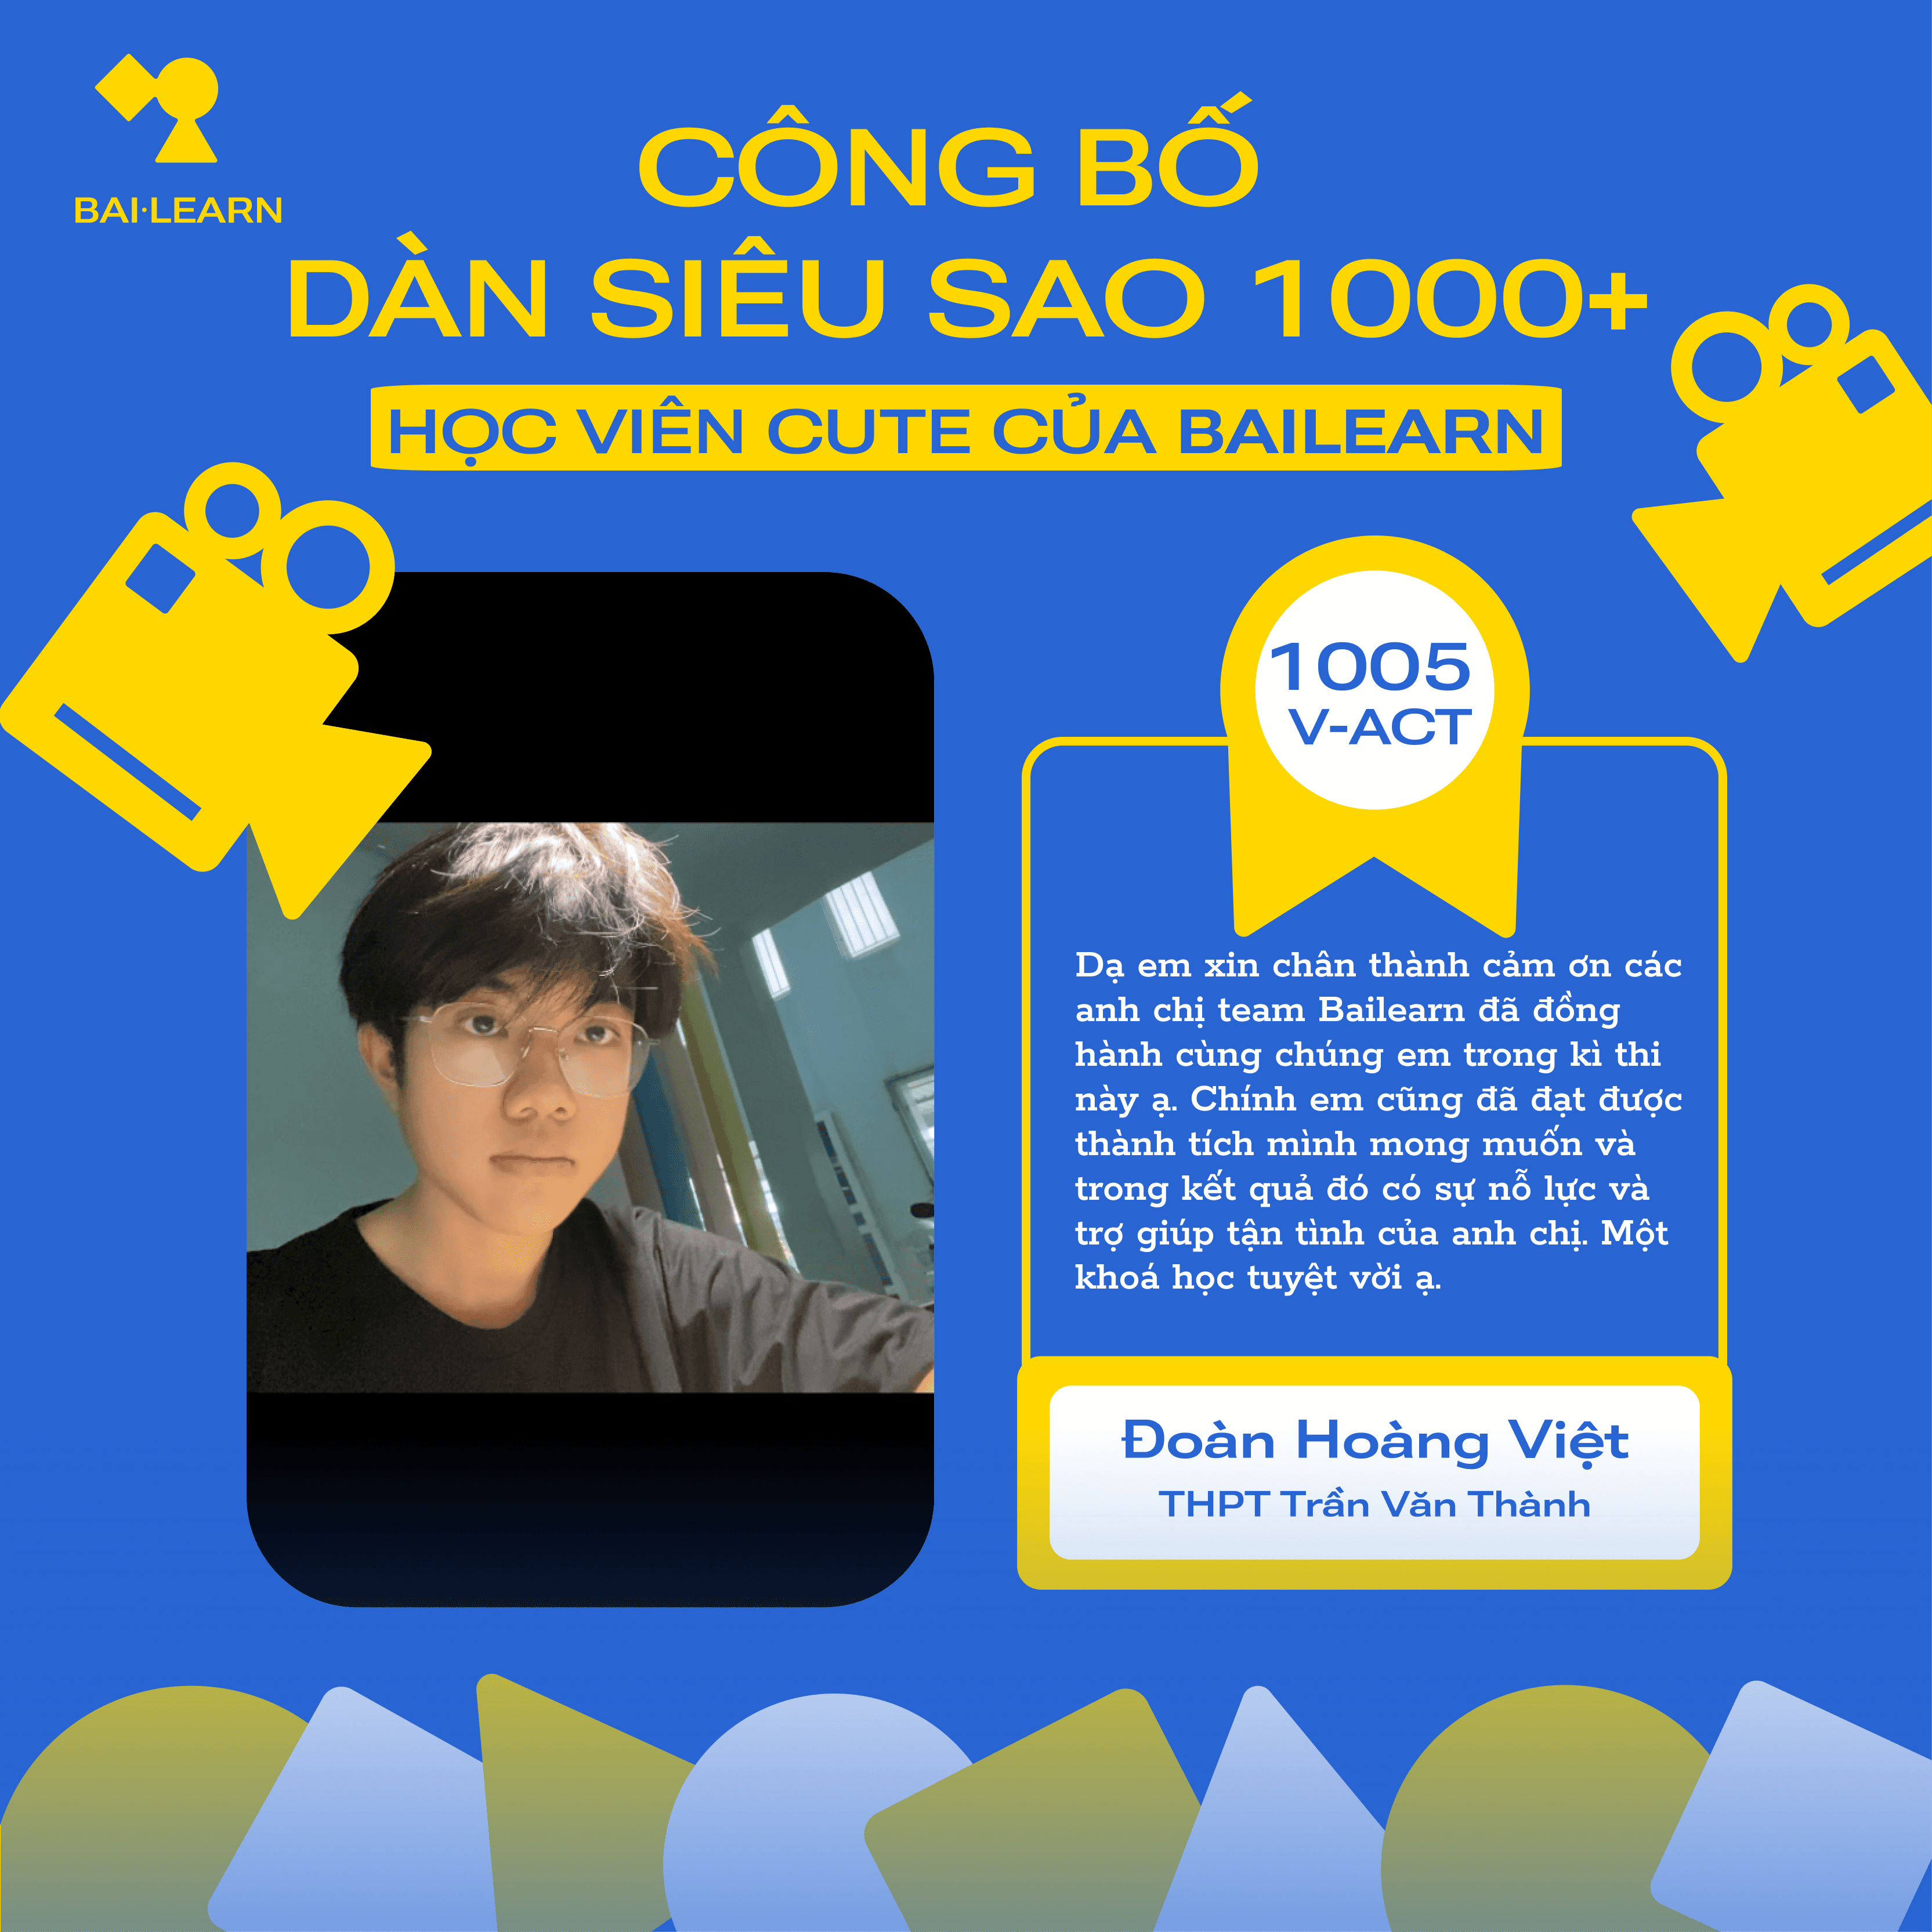 BAI·LEARN
CÔNG BỐ
DÀN SIÊU SAO 1000+
HỌC VIÊN CUTE CỦA BAILEARN
1005
V-ACT
Dạ em xin chân thành cảm ơn các
anh chị team Bailearn đã đồng
hành cùng chúng em trong kì thi
này ạ. Chính em cũng đã đạt được
thành tích mình mong muốn và
trong kết quả đó có sự nỗ lực và
trợ giúp tận tình của anh chị. Một
khoá học tuyệt vời ạ.
Đoàn Hoàng Việt
THPT Trần Văn Thành